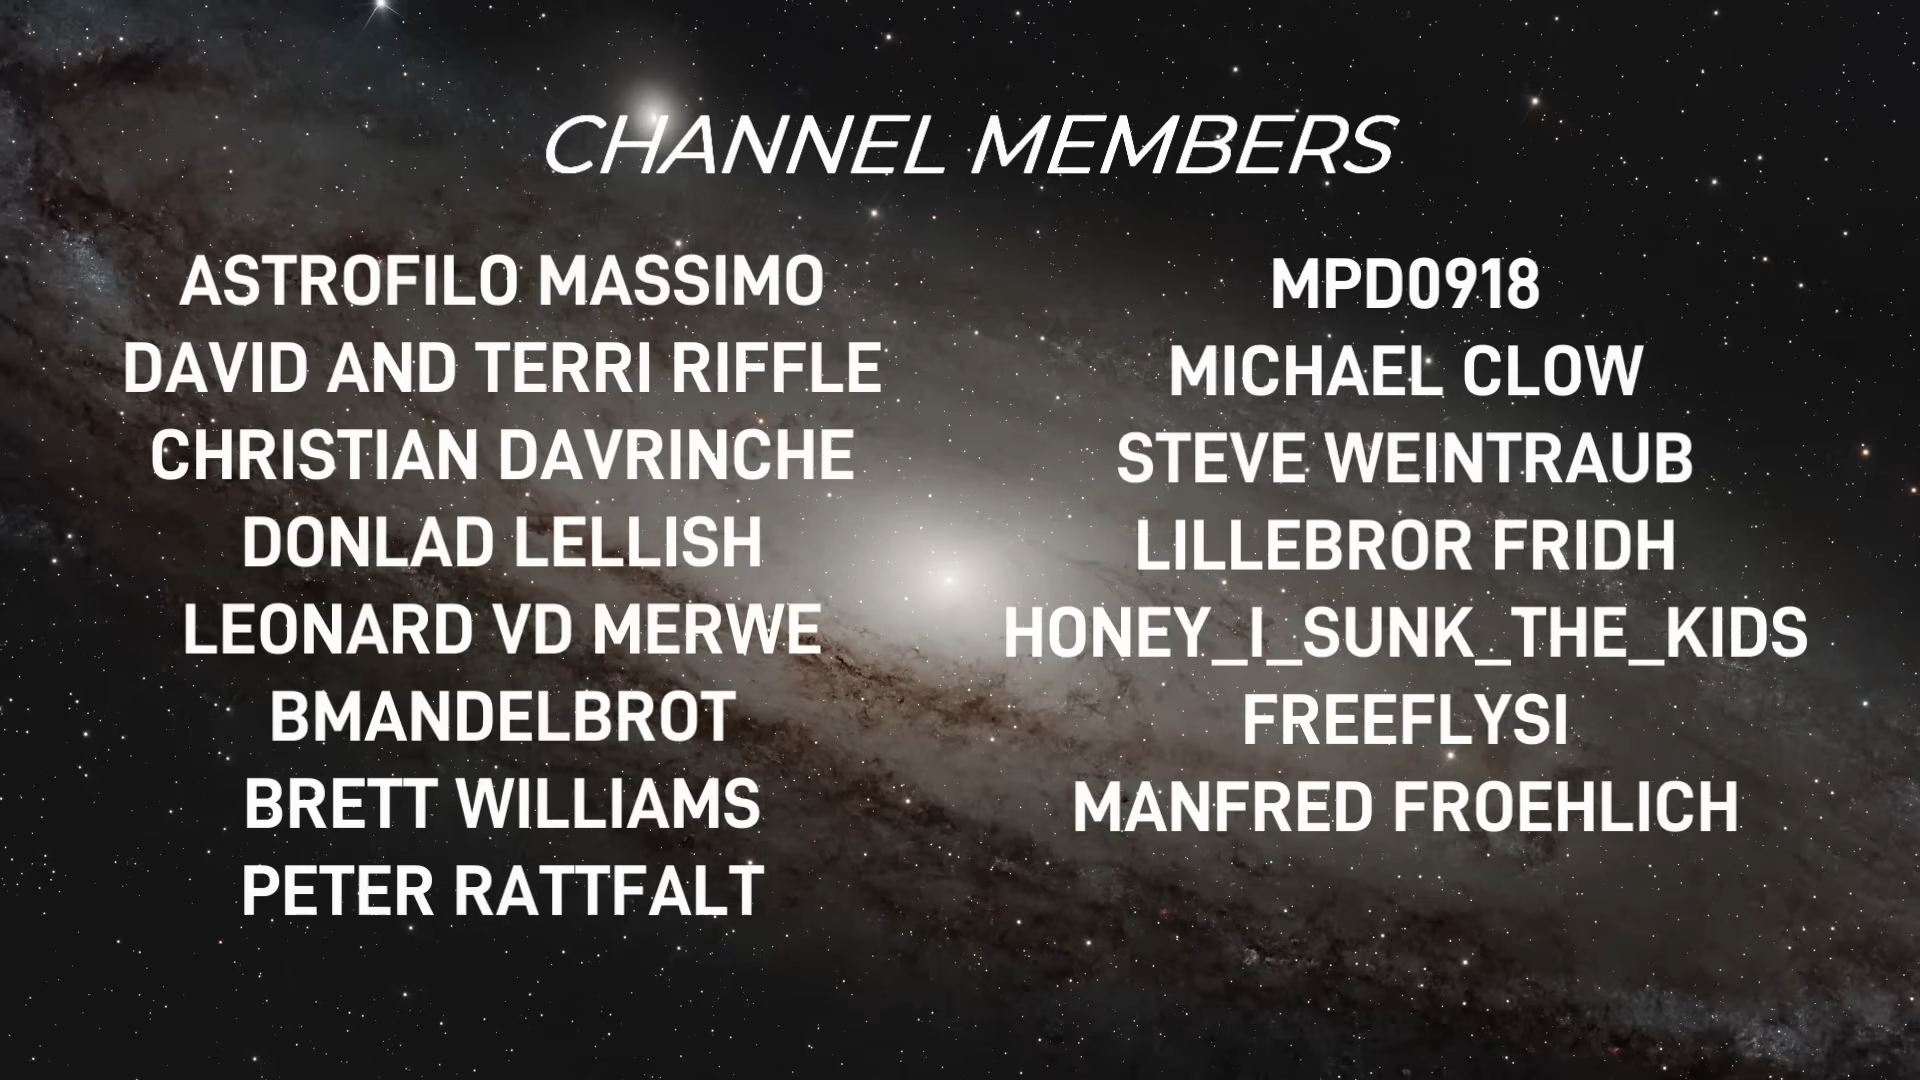 CHANNEL MEMBERS
ASTROFILO MASSIMO
DAVID AND TERRI RIFFLE
CHRISTIAN DAVRINCHE
DONLAD LELLISH
LEONARD VD MERWE
BMANDELBROT
BRETT WILLIAMS
PETER RATTFALT
MPD0918
MICHAEL CLOW
STEVE WEINTRAUB
LILLEBROR FRIDH
HONEY_I_SUNK_THE_KIDS
FREEFLYSI
MANFRED FROEHLICH